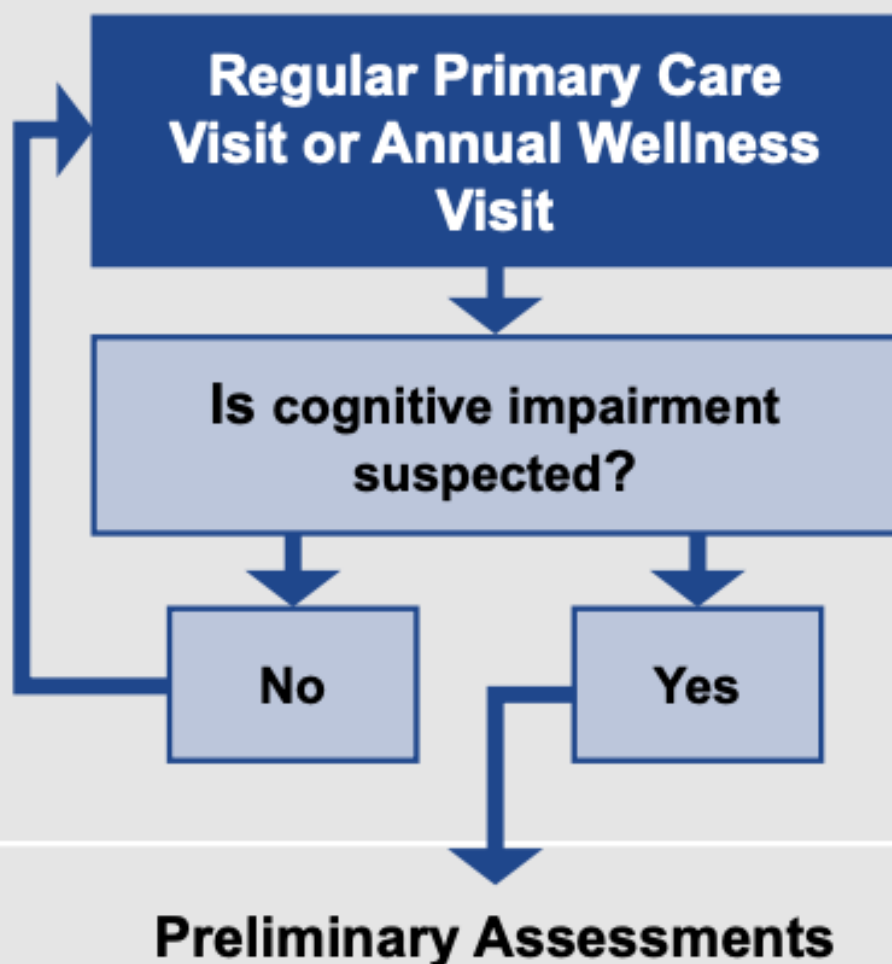 Regular Primary Care
Visit or Annual Wellness
Visit
Is cognitive impairment
suspected?
No
Yes
Preliminary Assessments